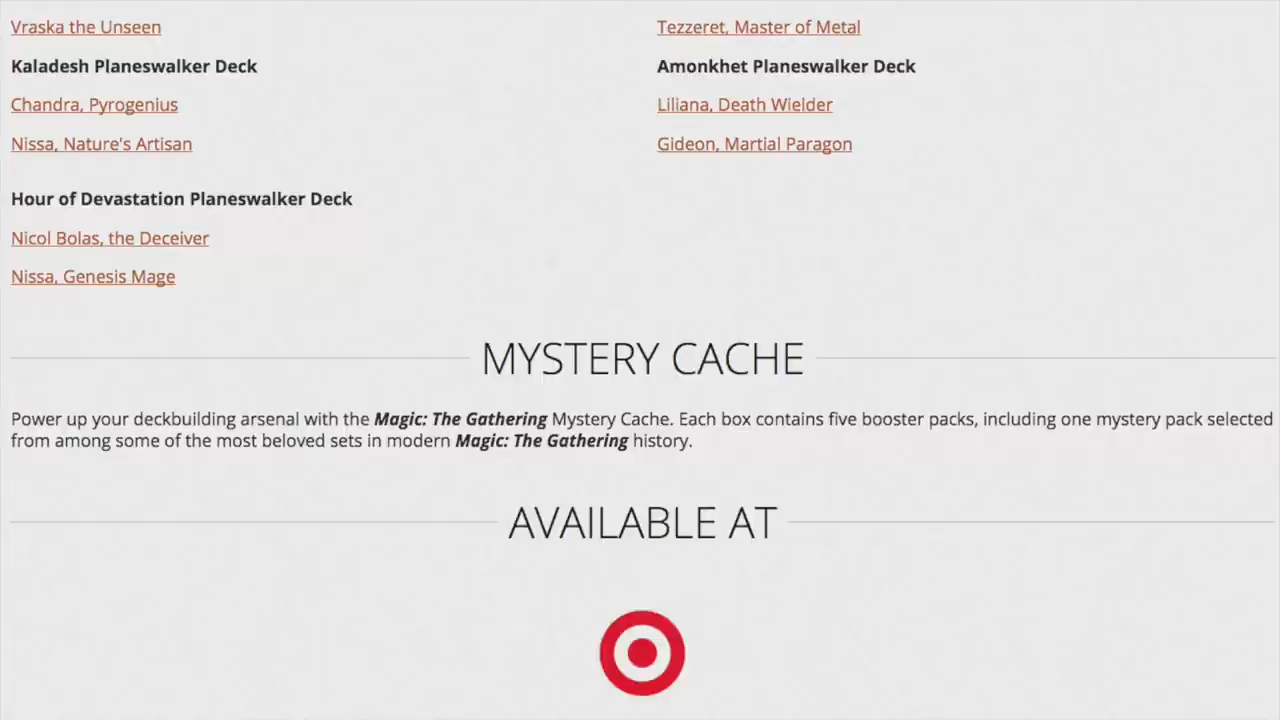 Vraska the Unseen
Tezzeret, Master of Metal
Kaladesh Planeswalker Deck
Amonkhet Planeswalker Deck
Chandra, Pyrogenius
Liliana, Death Wielder
Nissa, Nature's Artisan
Gideon, Martial Paragon
Hour of Devastation Planeswalker Deck
Nicol Bolas, the Deceiver
Nissa, Genesis Mage
MYSTERY CACHE
Power up your deckbuilding arsenal with the Magic: The Gathering Mystery Cache. Each box contains five booster packs, including one mystery pack selected
from among some of the most beloved sets in modern Magic: The Gathering history.
AVAILABLE AT